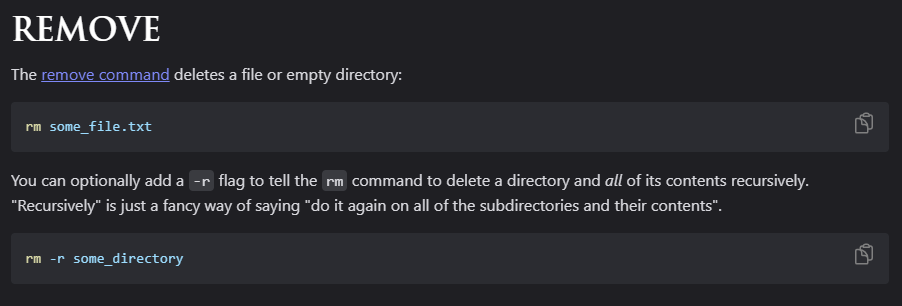 REMOVE
The remove command deletes a file or empty directory:
rm some_file.txt
You can optionally add a -r flag to tell the rm command to delete a directory and all of its contents recursively.
"Recursively" is just a fancy way of saying "do it again on all of the subdirectories and their contents".
rm -r some_directory